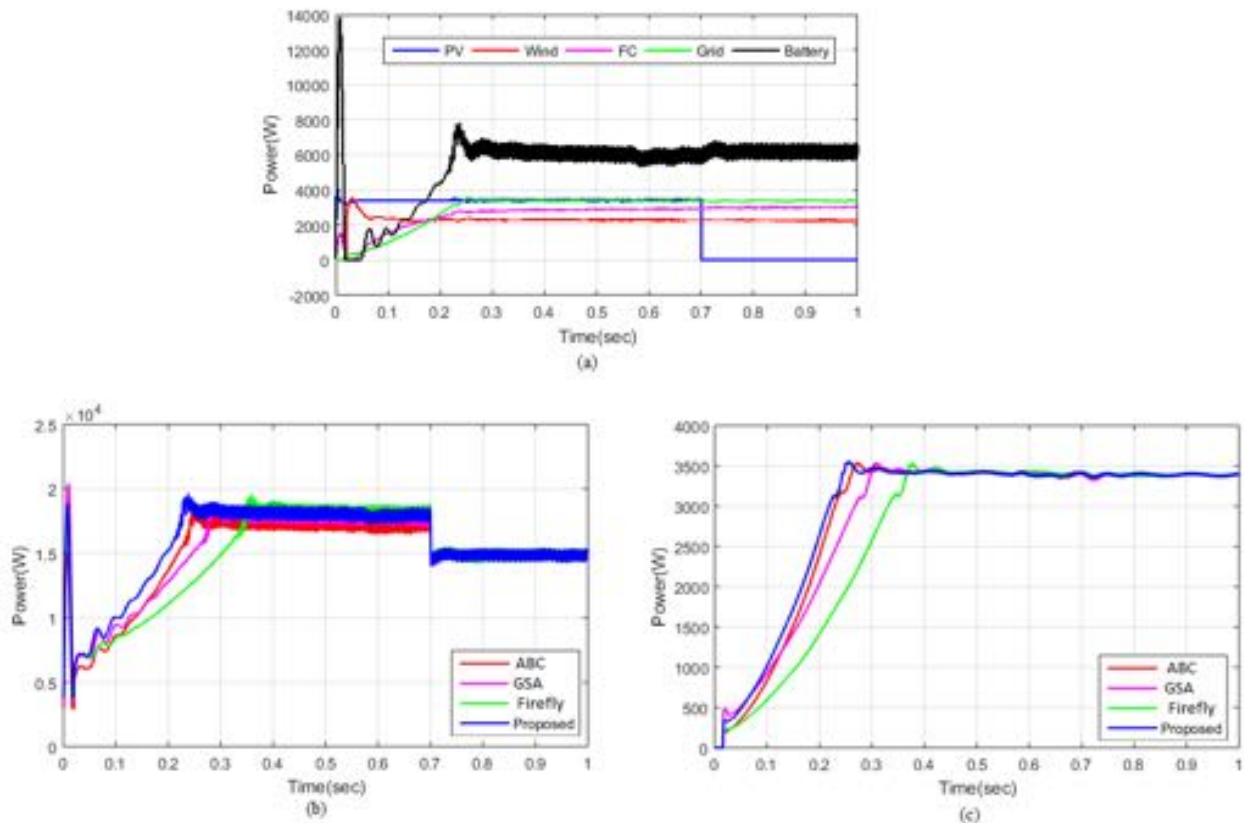 14000
12000
10000
8000
6000
4000
2000
0
-2000
Power(W)
PV Wind FC Grid Battery
0 0.1 0.2 0.3 0.4 0.5 0.6 0.7 0.8 0.9 1
Time(sec)
(a)
×10⁴
2.5
2
1.5
0.5
0.5
0
Power(W)
ABC
GSA
Firefly
Proposed
0 0.1 0.2 0.3 0.4 0.5 0.6 0.7 0.8 0.9 1
Time(sec)
(b)
4000
3500
3000
2500
2000
1500
1000
500
0
Power(W)
ABC
GSA
Firefly
Proposed
0 0.1 0.2 0.3 0.4 0.5 0.6 0.7 0.8 0.9 1
Time(sec)
(c)